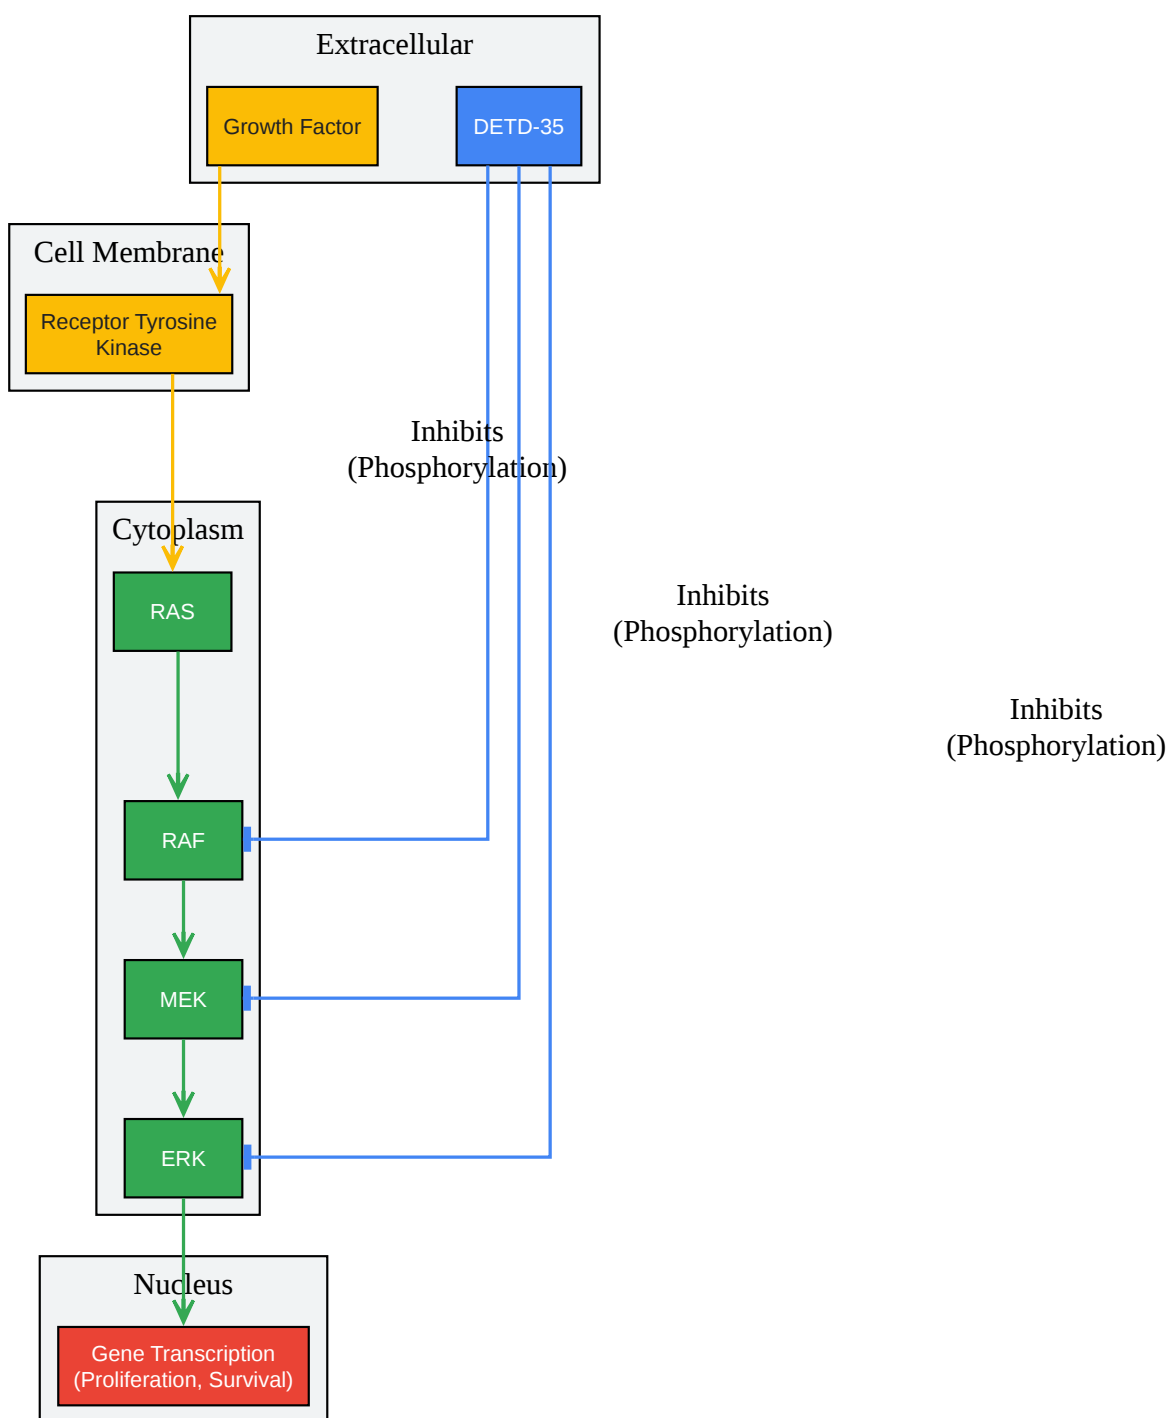 Extracellular
Growth Factor
DETD-35
Cell Membrane
Receptor Tyrosine
Kinase
Inhibits
(Phosphorylation)
Cytoplasm
RAS
Inhibits
(Phosphorylation)
Inhibits
(Phosphorylation)
RAF
MEK
ERK
Nucleus
Gene Transcription
(Proliferation, Survival)